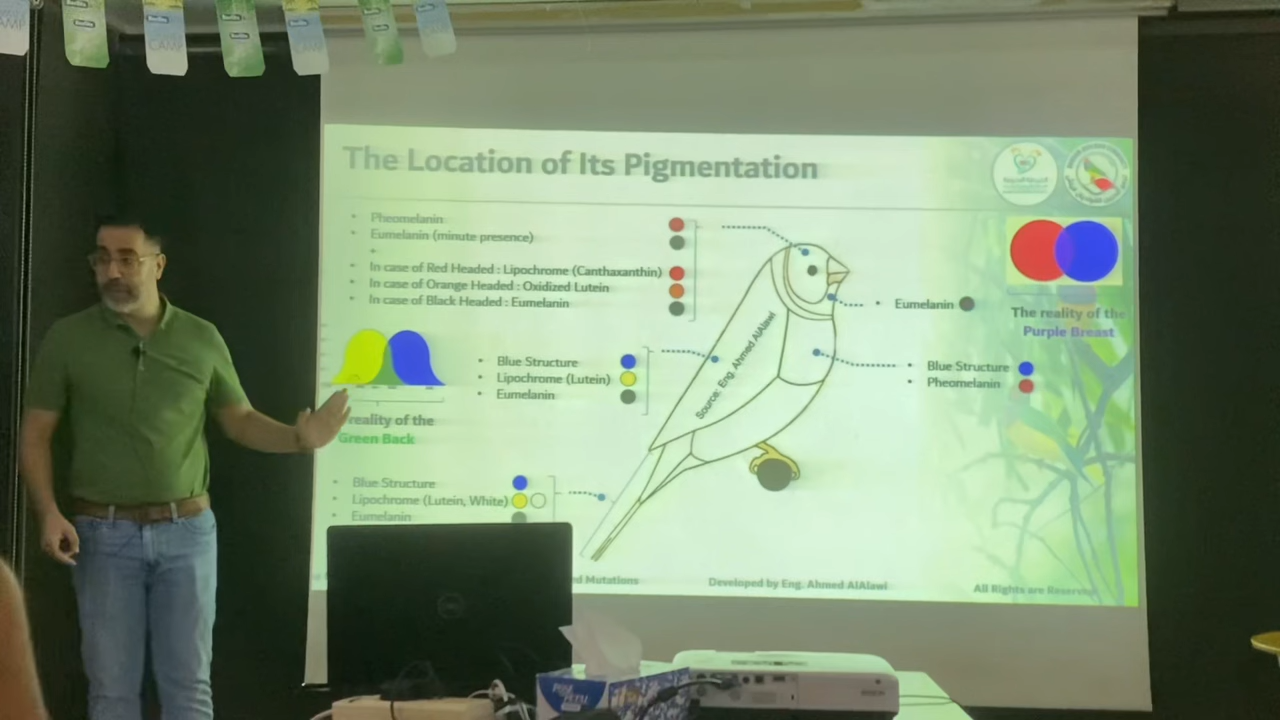 The Location of Its Pigmentation
Pheomelanin
Eumelanin (minute presence)
+
In case of Red Headed : Lipochrome (Canthaxanthin)
In case of Orange Headed : Oxidized Lutein
In case of Black Headed : Eumelanin
Eumelanin
The reality of the
Purple Breast
Blue Structure
Lipochrome (Lutein)
Eumelanin
Source: Eng. Ahmed AlAlawi
Blue Structure
Pheomelanin
reality of the
Green Back
Blue Structure
Lipochrome (Lutein, White)
Eumelanin
Mutations
Developed by Eng. Ahmed AlAlawi
All Rights are Reserved